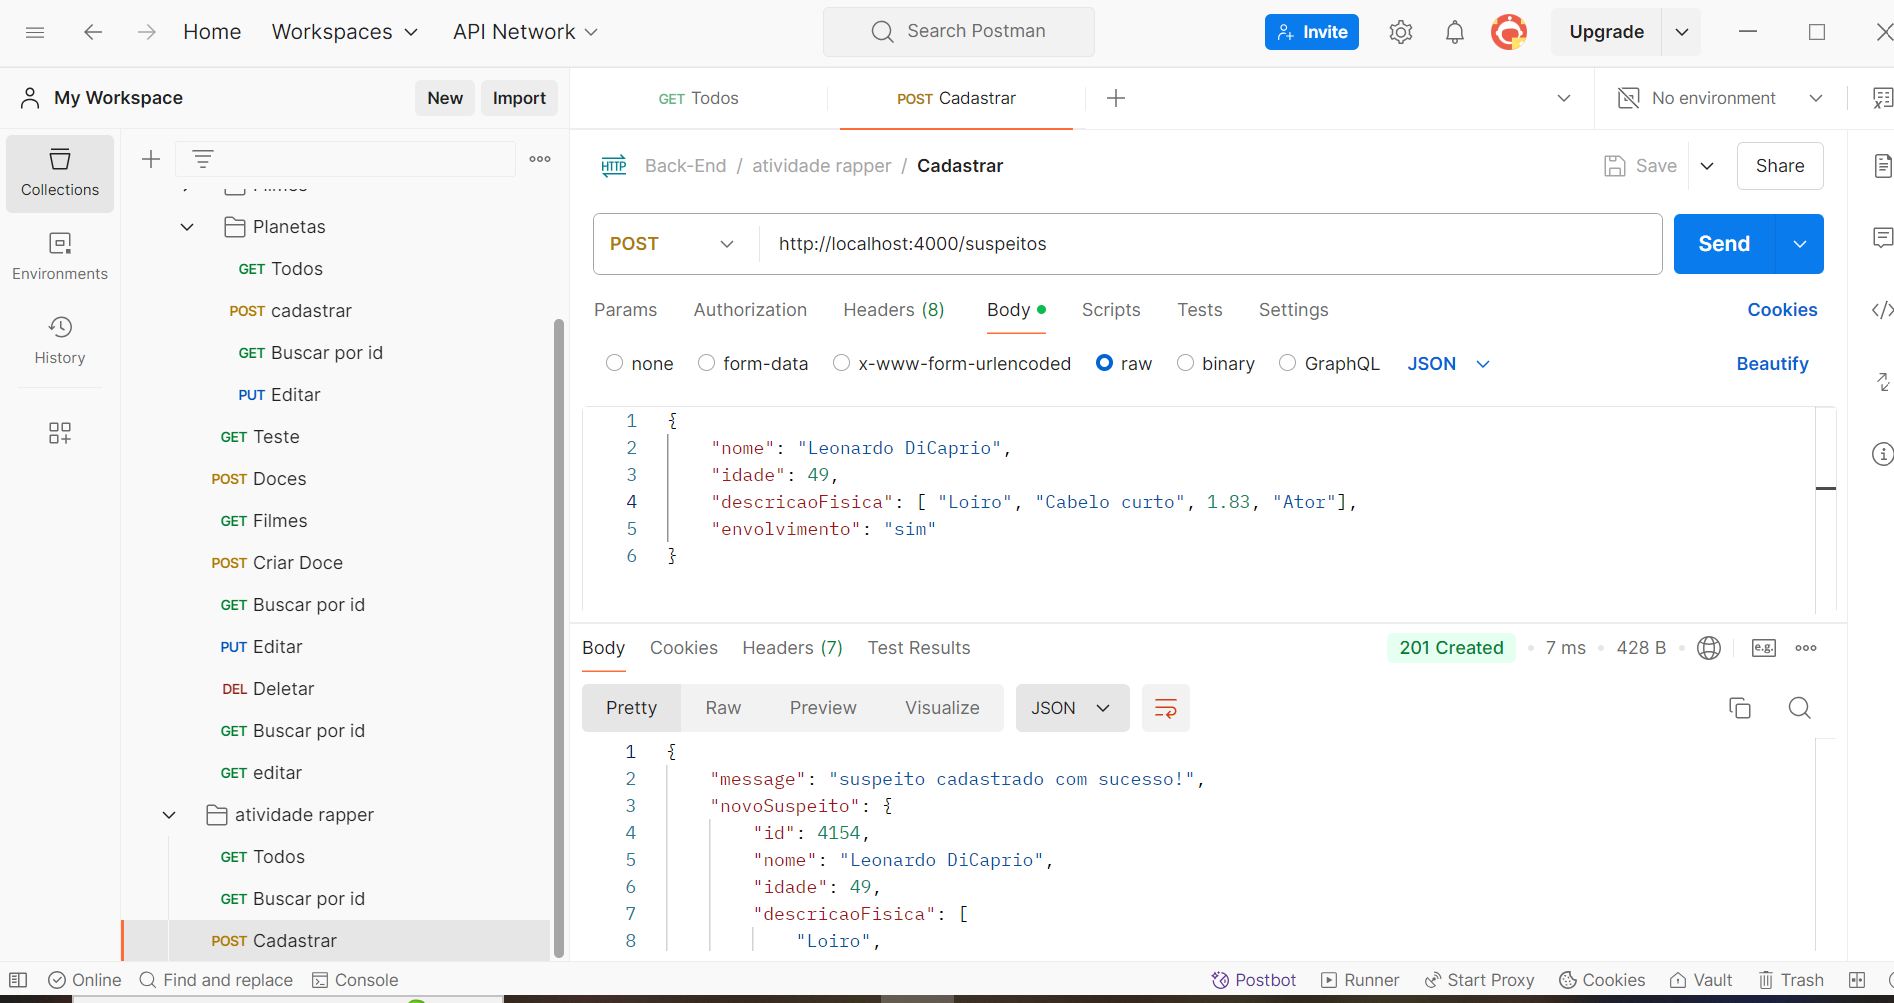 Home Workspaces API Network Search Postman Invite Upgrade
My Workspace New Import GET Todos POST Cadastrar No environment
Collections
Environments
History
Filmes
Planetas
GET Todos
POST cadastrar
GET Buscar por id
PUT Editar
GET Teste
POST Doces
GET Filmes
POST Criar Doce
GET Buscar por id
PUT Editar
DEL Deletar
GET Buscar por id
GET editar
atividade rapper
GET Todos
GET Buscar por id
POST Cadastrar
HTTP Back-End / atividade rapper / Cadastrar Save Share
POST http://localhost:4000/suspeitos Send
Params Authorization Headers (8) Body Scripts Tests Settings Cookies
none form-data x-www-form-urlencoded raw binary GraphQL JSON Beautify
1 {
2 "nome": "Leonardo DiCaprio",
3 "idade": 49,
4 "descricaoFisica": [ "Loiro", "Cabelo curto", 1.83, "Ator"],
5 "envolvimento": "sim"
6 }
Body Cookies Headers (7) Test Results 201 Created 7 ms 428 B e.g.
Pretty Raw Preview Visualize JSON
1 {
2 "message": "suspeito cadastrado com sucesso!",
3 "novoSuspeito": {
4 "id": 4154,
5 "nome": "Leonardo DiCaprio",
6 "idade": 49,
7 "descricaoFisica": [
8 "Loiro",
Online Find and replace Console Postbot Runner Start Proxy Cookies Vault Trash